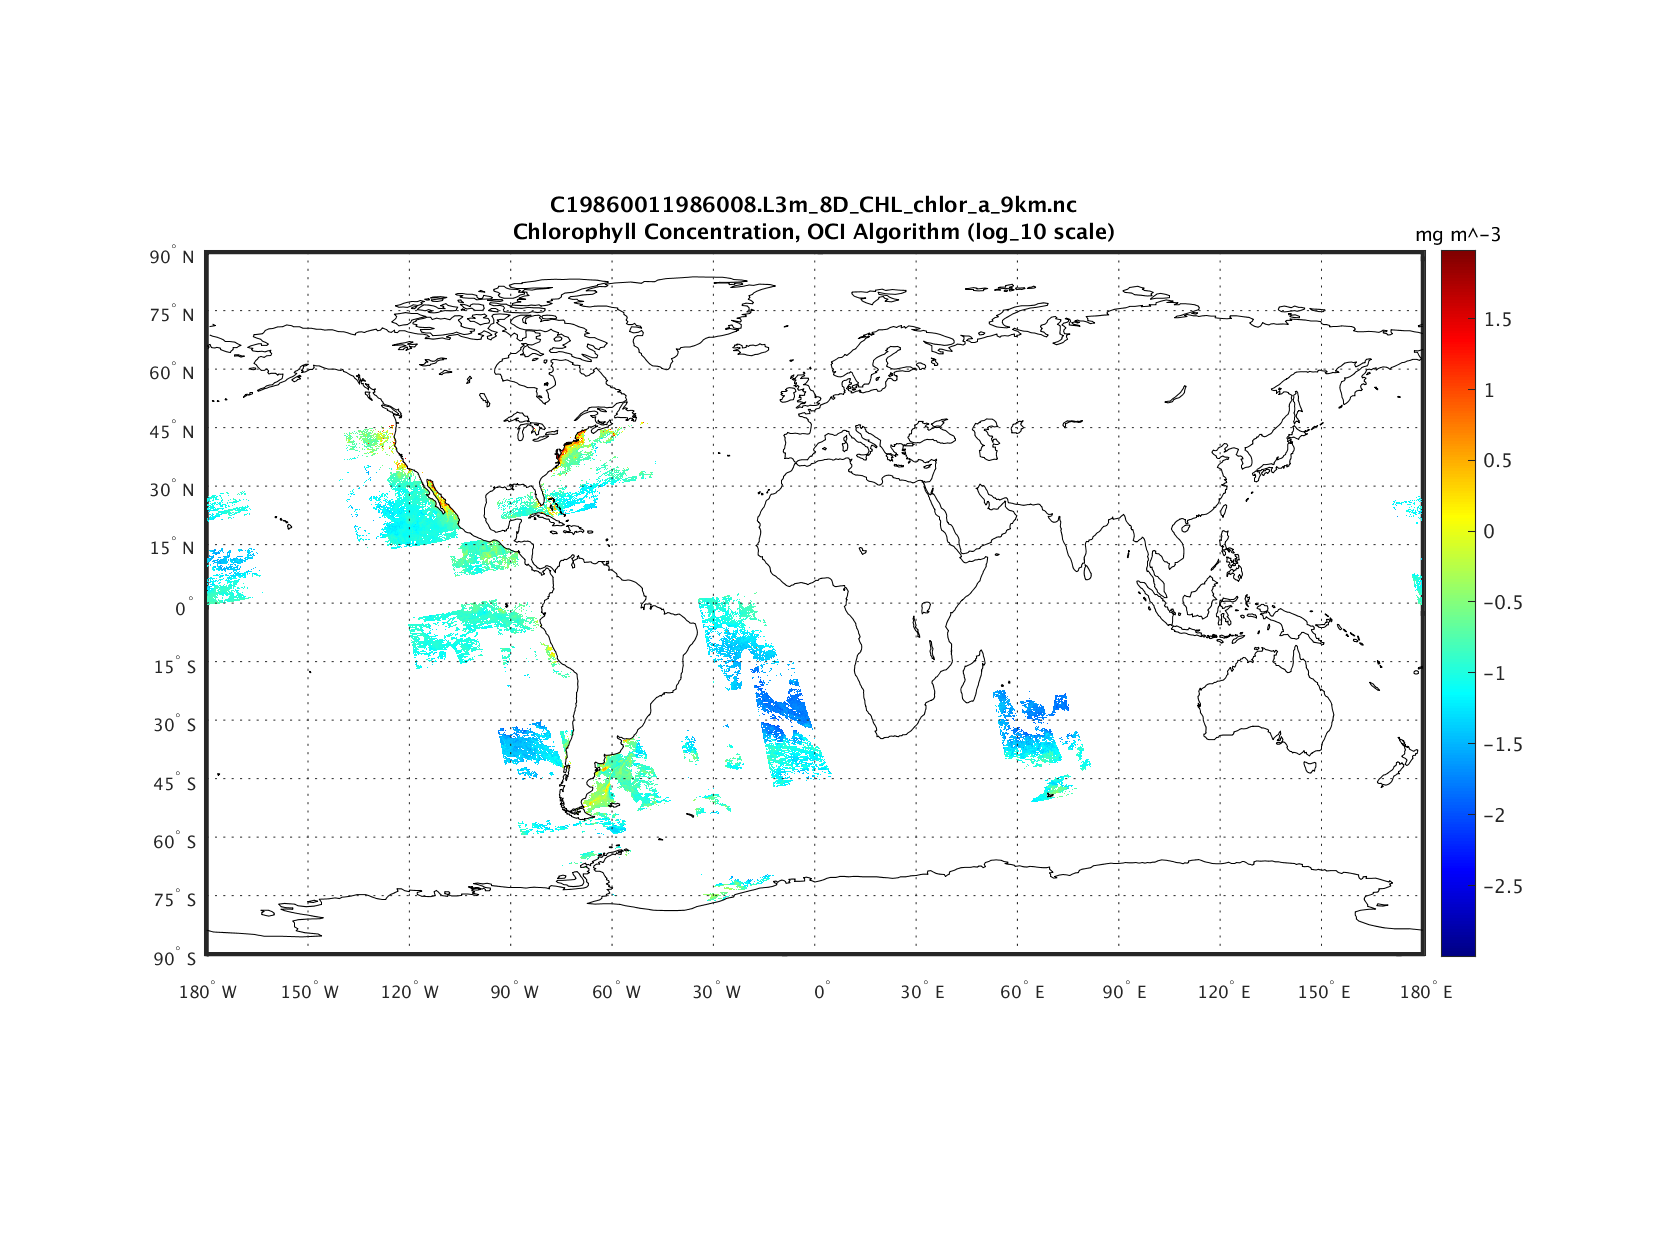 C19860011986008.L3m_8D_CHL_chlor_a_9km.nc
Chlorophyll Concentration, OCI Algorithm (log_10 scale)
mg m^-3
90° N
75° N
60° N
45° N
30° N
15° N
0°
15° S
30° S
45° S
60° S
75° S
90° S
180° W 150° W 120° W 90° W 60° W 30° W 0° 30° E 60° E 90° E 120° E 150° E 180° E
1.5
1
0.5
0
-0.5
-1
-1.5
-2
-2.5